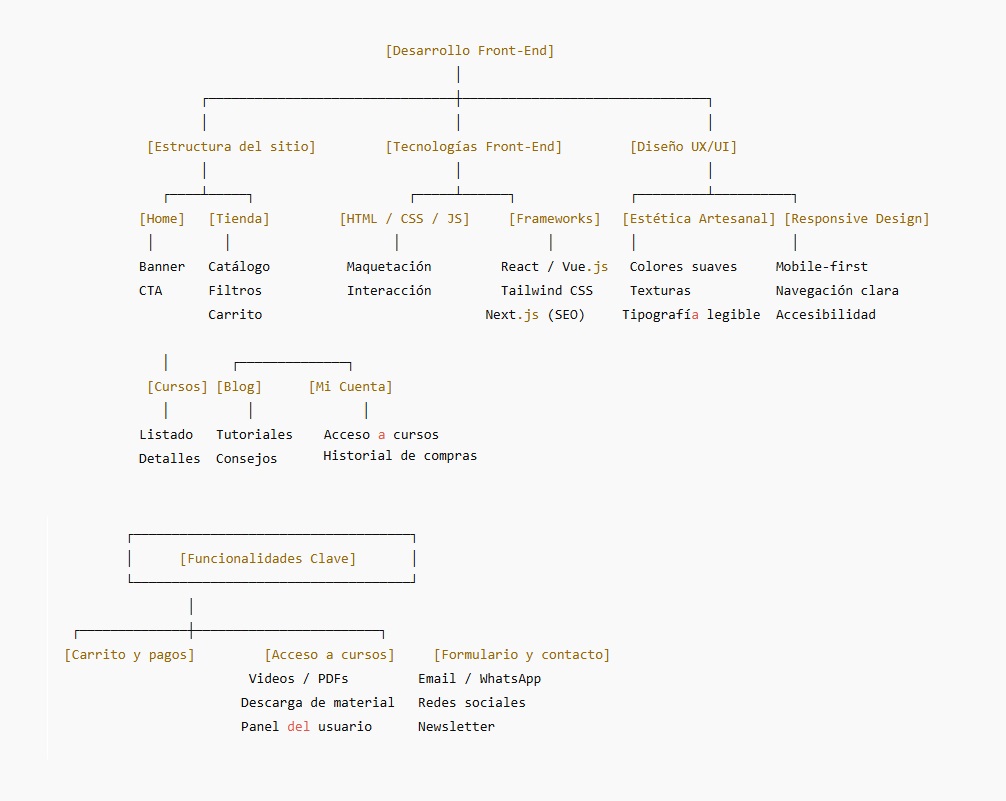 [Desarrollo Front-End]
[Estructura del sitio] [Tecnologías Front-End] [Diseño UX/UI]
[Home] [Tienda] [HTML / CSS / JS] [Frameworks] [Estética Artesanal] [Responsive Design]
Banner Catálogo Maquetación React / Vue.js Colores suaves Mobile-first
CTA Filtros Interacción Tailwind CSS Texturas Navegación clara
Carrito Next.js (SEO) Tipografía legible Accesibilidad
[Cursos] [Blog] [Mi Cuenta]
Listado Tutoriales Acceso a cursos
Detalles Consejos Historial de compras
[Funcionalidades Clave]
[Carrito y pagos] [Acceso a cursos] [Formulario y contacto]
Videos / PDFs Email / WhatsApp
Descarga de material Redes sociales
Panel del usuario Newsletter